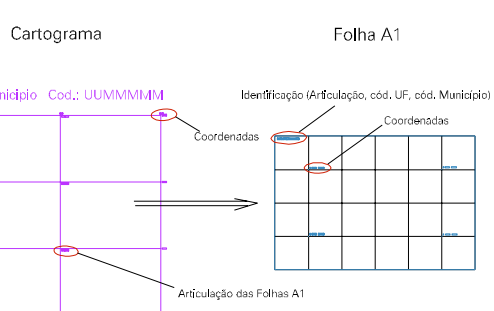 Cartograma
Folha A1
nicipio Cod.: UUMMMMM
Identificação (Articulação, cód. UF, cód. Município)
Coordenadas
Coordenadas
Articulação das Folhas A1